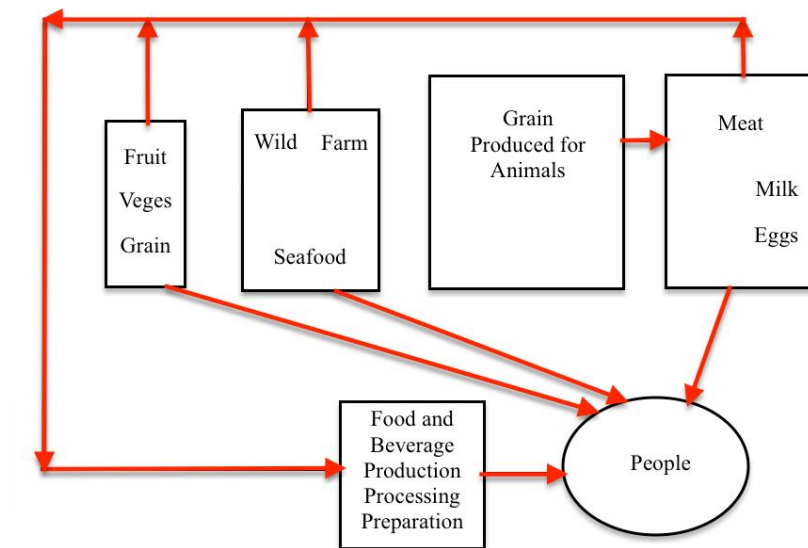 Fruit
Veges
Grain
Wild Farm
Seafood
Grain
Produced for
Animals
Meat
Milk
Eggs
Food and
Beverage
Production
Processing
Preparation
People